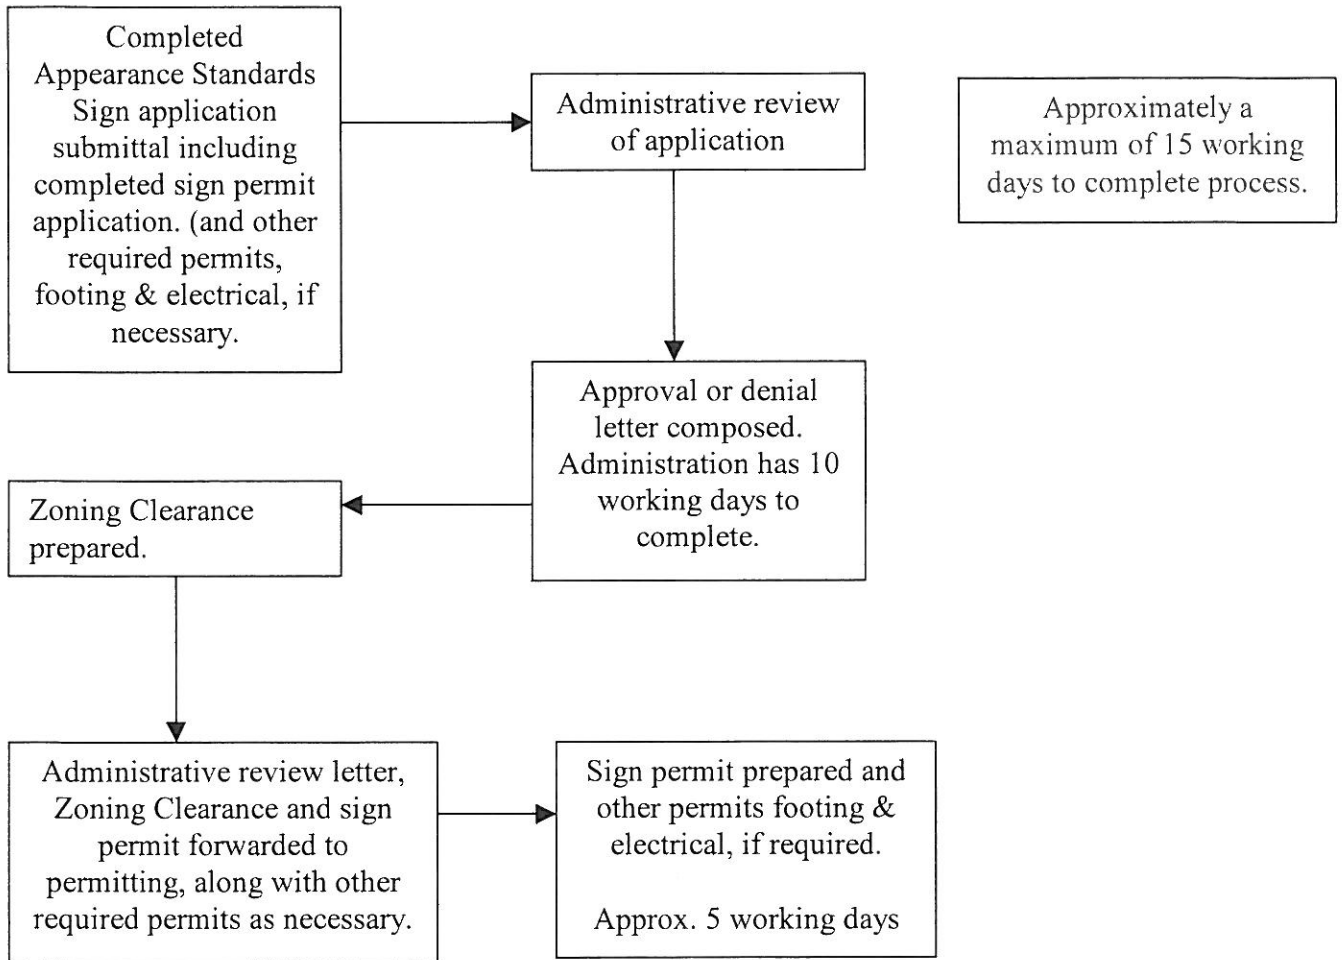 Completed
Appearance Standards
Sign application
submittal including
completed sign permit
application. (and other
required permits,
footing & electrical, if
necessary.
Administrative review
of application
Approximately a
maximum of 15 working
days to complete process.
Approval or denial
letter composed.
Administration has 10
working days to
complete.
Zoning Clearance
prepared.
Administrative review letter,
Zoning Clearance and sign
permit forwarded to
permitting, along with other
required permits as necessary.
Sign permit prepared and
other permits footing &
electrical, if required.
Approx. 5 working days